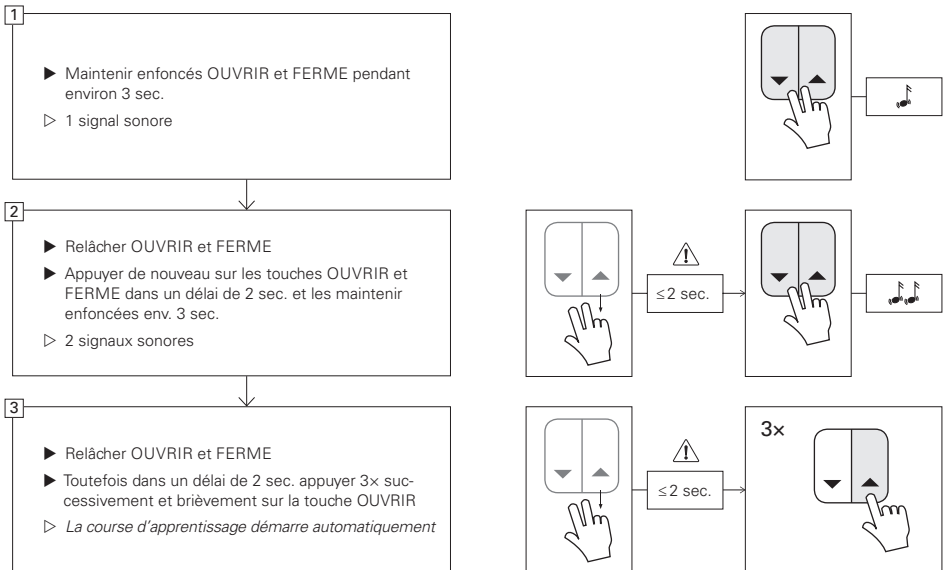 1
▶ Maintenir enfoncés OUVRIR et FERME pendant
environ 3 sec.
▷ 1 signal sonore
2
▶ Relâcher OUVRIR et FERME
▶ Appuyer de nouveau sur les touches OUVRIR et
FERME dans un délai de 2 sec. et les maintenir
enfoncées env. 3 sec.
▷ 2 signaux sonores
≤2 sec.
3
▶ Relâcher OUVRIR et FERME
▶ Toutefois dans un délai de 2 sec. appuyer 3× suc-
cessivement et brièvement sur la touche OUVRIR
▷ La course d'apprentissage démarre automatiquement
≤2 sec.
3×